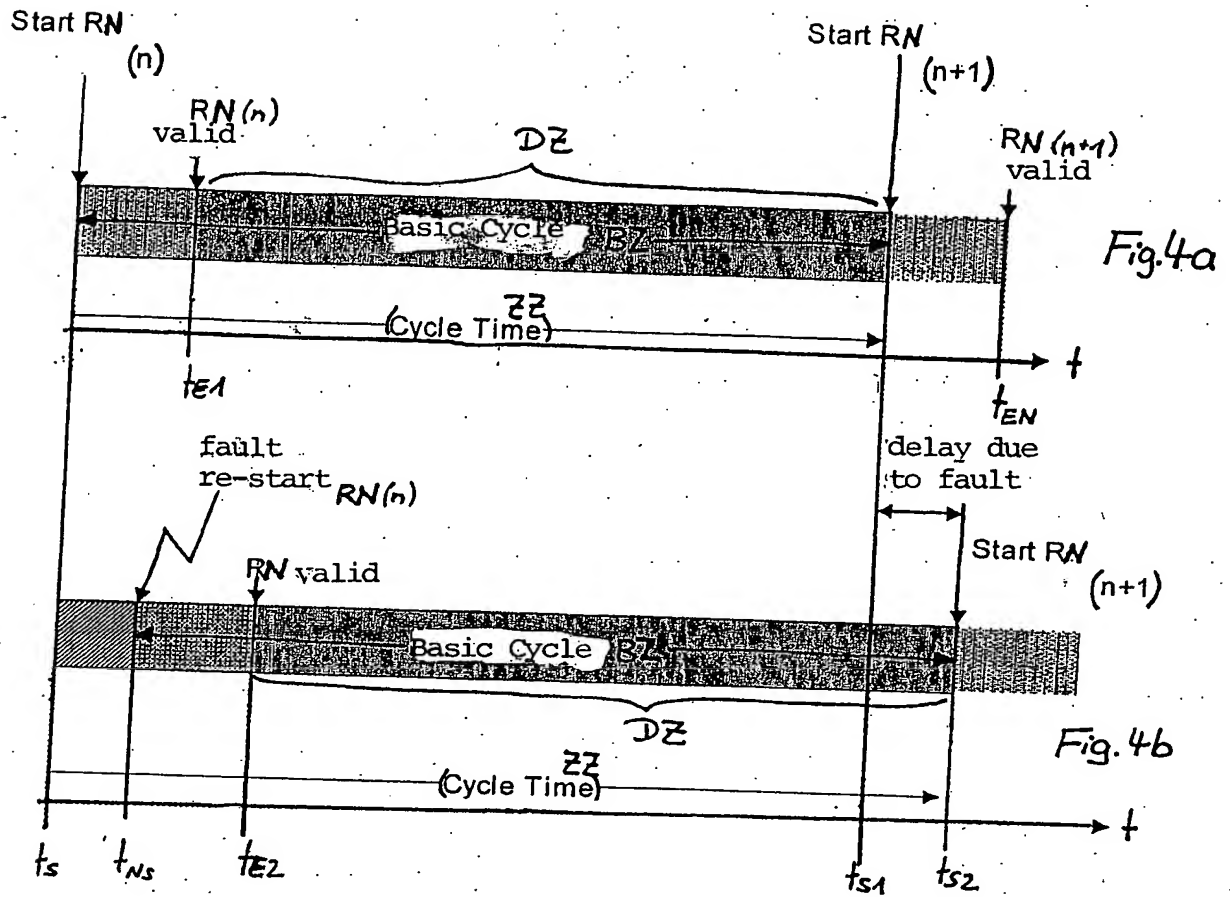 Start RN
(n)
Start RN
(n+1)
RN(n)
valid
DZ
RN(n+1)
valid
Basic Cycle BZ
Fig.4a
ZZ
(Cycle Time)
t
tE1
tEN
fault
re-start RN(n)
delay due
to fault
RN valid
Start RN
(n+1)
Basic Cycle BZ
DZ
Fig.4b
ZZ
(Cycle Time)
t
ts
tNs
tE2
ts1
ts2